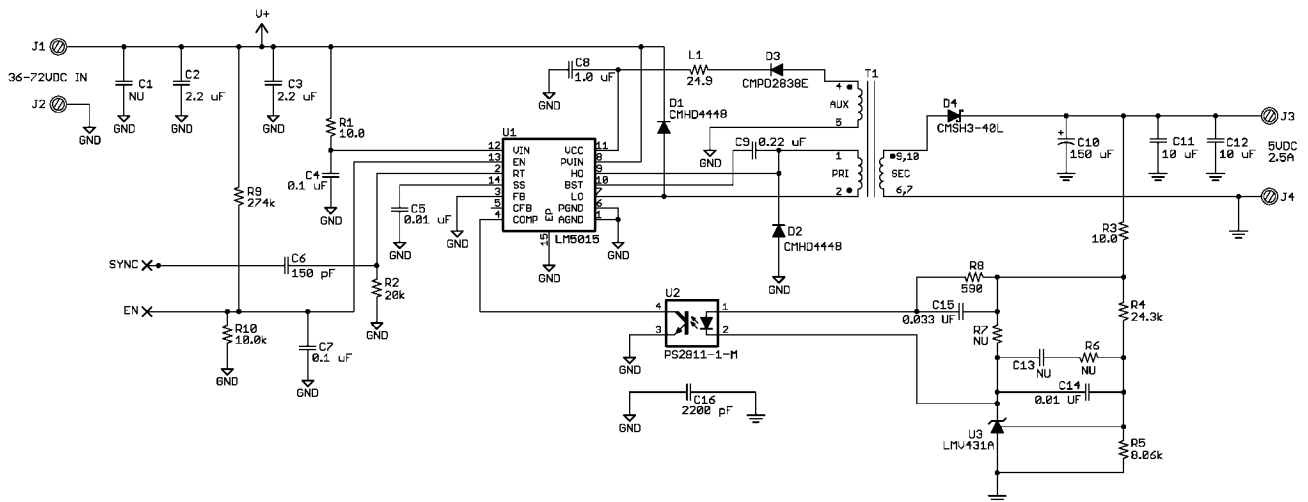 V+
J1
36-72VDC IN
J2
GND
C1
NU
GND
C2
2.2 uF
GND
C3
2.2 uF
GND
R1
10.0
C4
0.1 uF
GND
R9
274k
C5
0.01 uF
GND
GND
C6
150 pF
SYNC
R2
20k
GND
EN
R10
10.0k
GND
C7
0.1 uF
GND
C8
1.0 uF
GND
L1
24.9
D3
CMPD2838E
T1
4
AUX
5
GND
D1
CMHD4448
C9 0.22 uF
1
PRI
2
9,10
SEC
6,7
U1
12 VIN VCC 11
13 EN PVIN 8
2 RT HO 9
14 SS BST 10
3 FB LO 7
5 CFB PGND 6
4 COMP AGND 1
EP
15
LM5015
GND
GND
D2
CMHD4448
GND
D4
CMSH3-40L
C10
150 uF
C11
10 uF
C12
10 uF
J3
5VDC
2.5A
J4
R3
10.0
R8
590
C15
0.033 UF
R4
24.3k
R7
NU
R6
NU
C13
NU
C14
0.01 UF
U2
4
3
1
2
PS2811-1-M
GND
C16
2200 pF
GND
U3
LMV431A
R5
8.06k